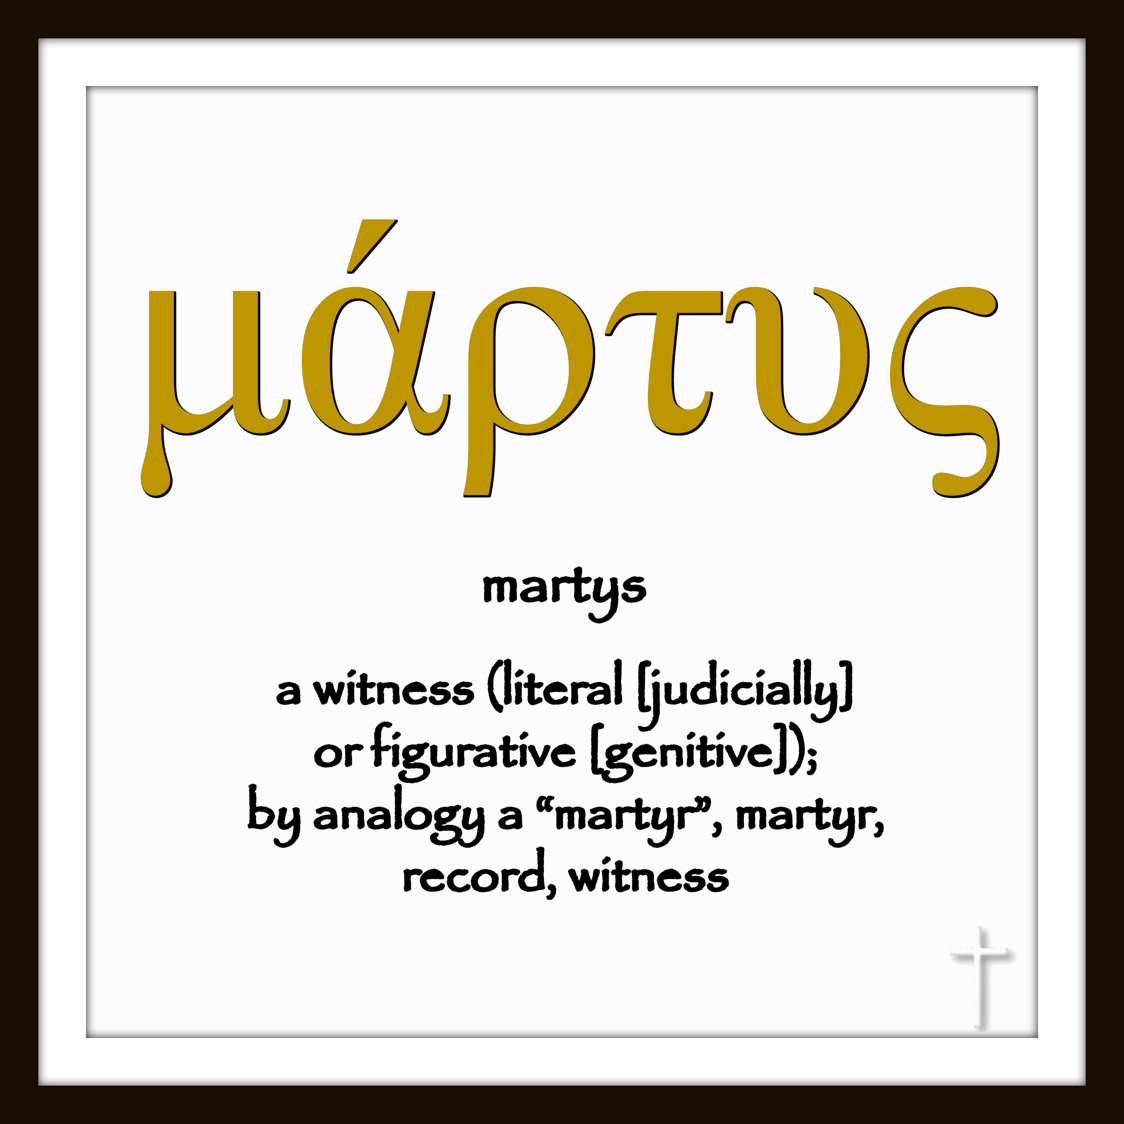 μάρτυς
martys
a witness (literal [judicially]
or figurative [genitive]);
by analogy a “martyr”, martyr,
record, witness